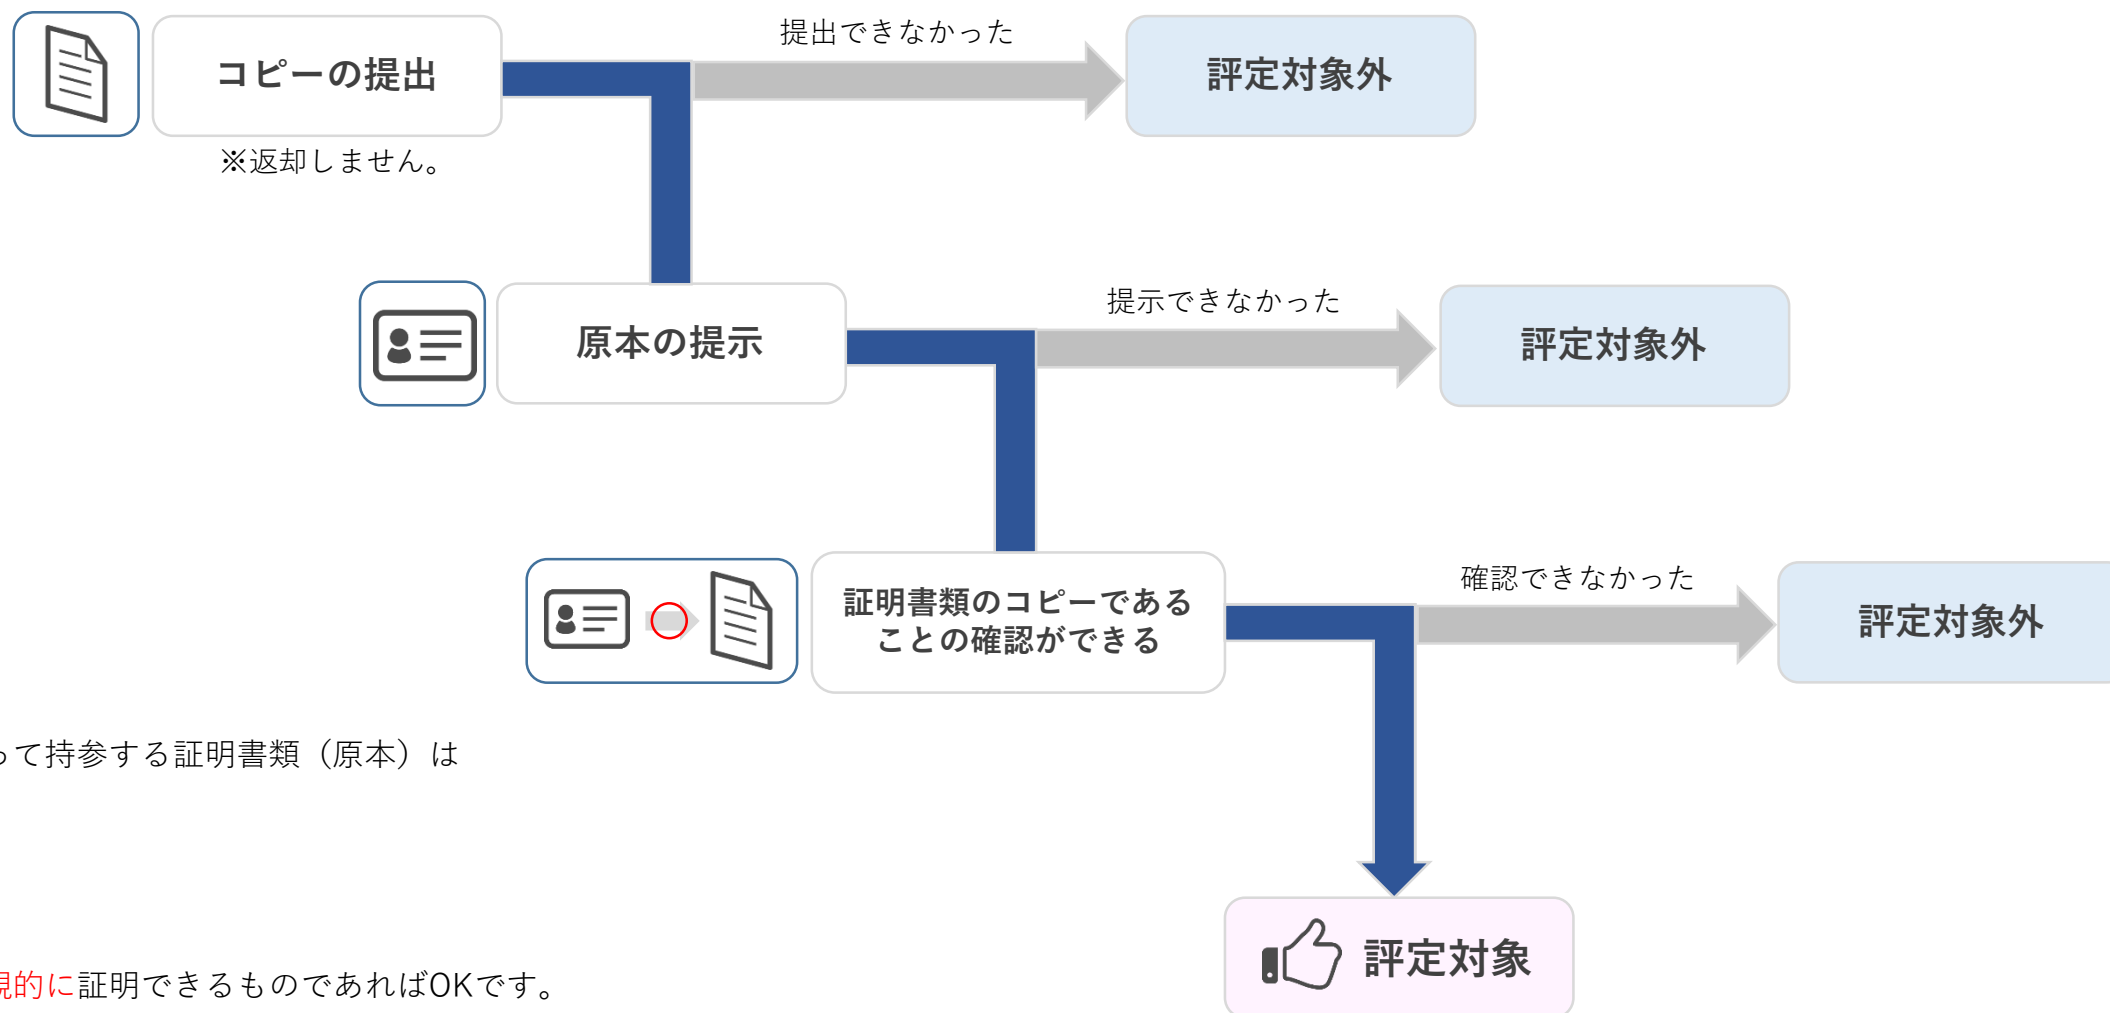 コピーの提出
提出できなかった
評定対象外
※返却しません。
原本の提示
提示できなかった
評定対象外
証明書類のコピーである
ことの確認ができる
確認できなかった
評定対象外
って持参する証明書類（原本）は
評定対象
的に証明できるものであればOKです。